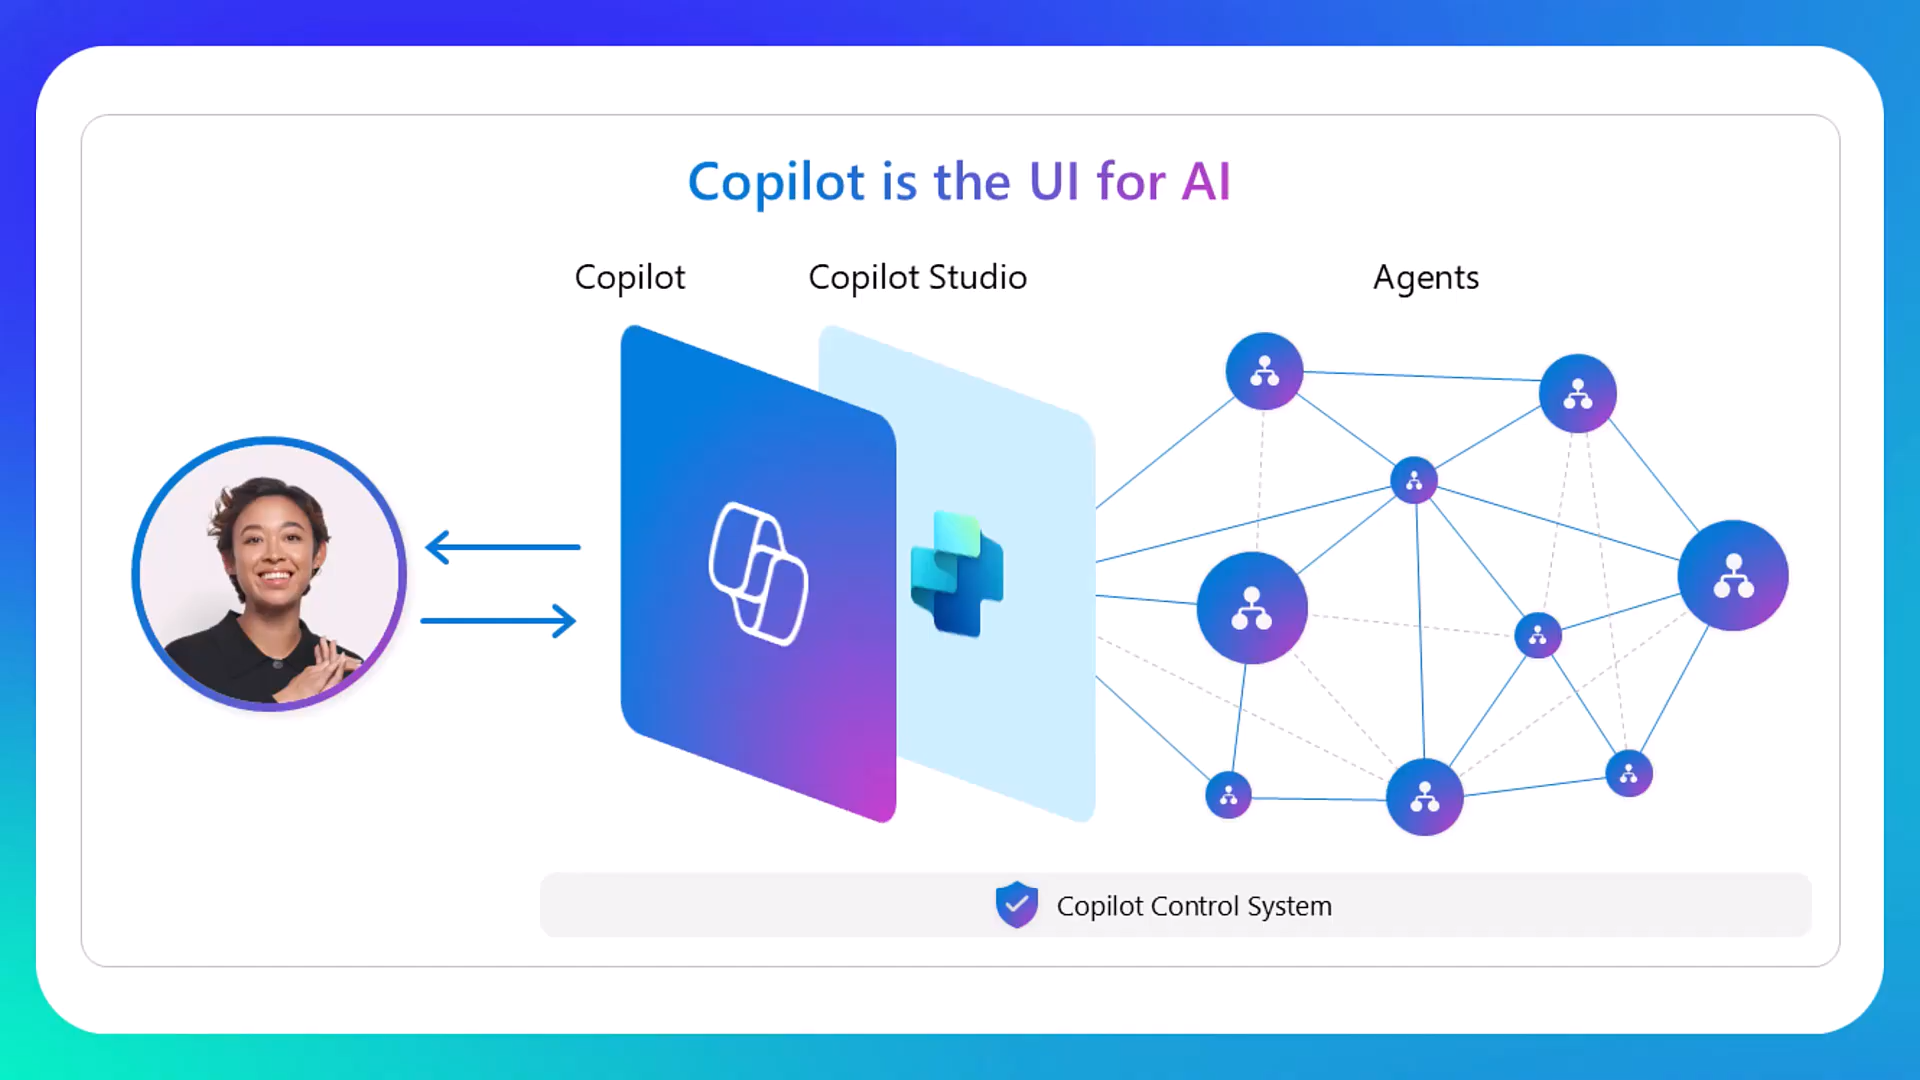 Copilot is the UI for AI
Copilot
Copilot Studio
Agents
Copilot Control System